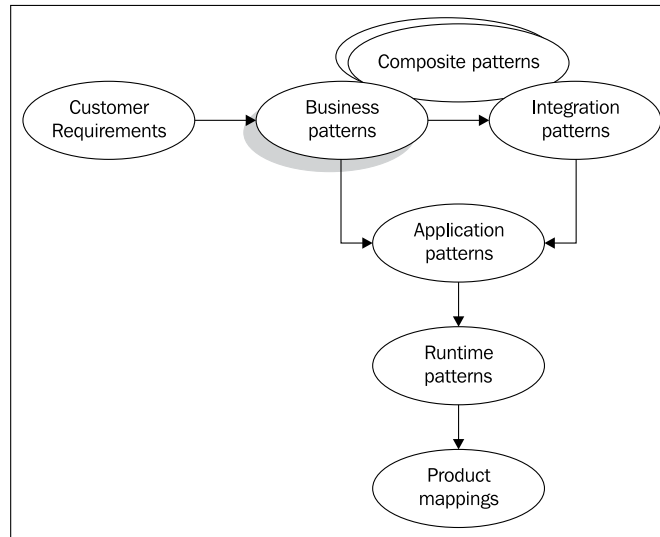 Composite patterns
Customer
Requirements
Business
patterns
Integration
patterns
Application
patterns
Runtime
patterns
Product
mappings